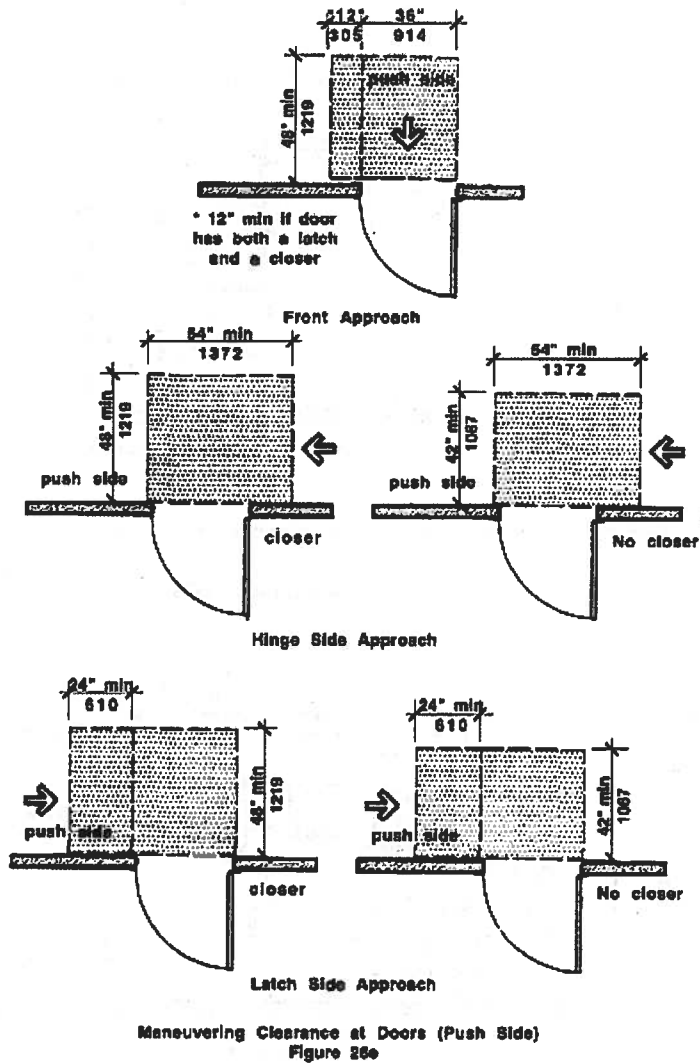 *12" 36"
305 914
push side
48" min
1219
* 12" min if door
has both a latch
and a closer
Front Approach
54" min
1372
48" min
1219
push side
closer
54" min
1372
42" min
1067
push side
No closer
Hinge Side Approach
24" min
610
push side
48" min
1219
closer
24" min
610
push side
42" min
1067
No closer
Latch Side Approach
Maneuvering Clearance at Doors (Push Side)
Figure 25e